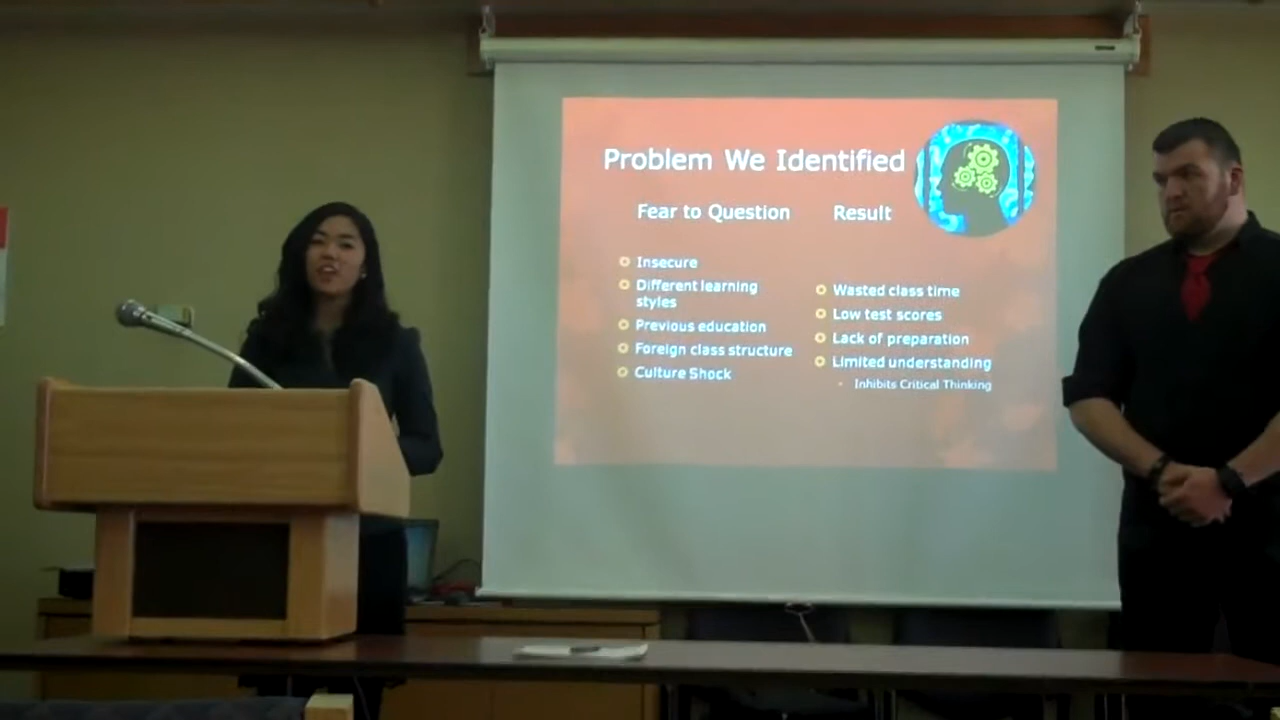 Problem We Identified
Fear to Question
Insecure
Different learning
styles
Previous education
Foreign class structure
Culture Shock
Result
Wasted class time
Low test scores
Lack of preparation
Limited understanding
Inhibits Critical Thinking